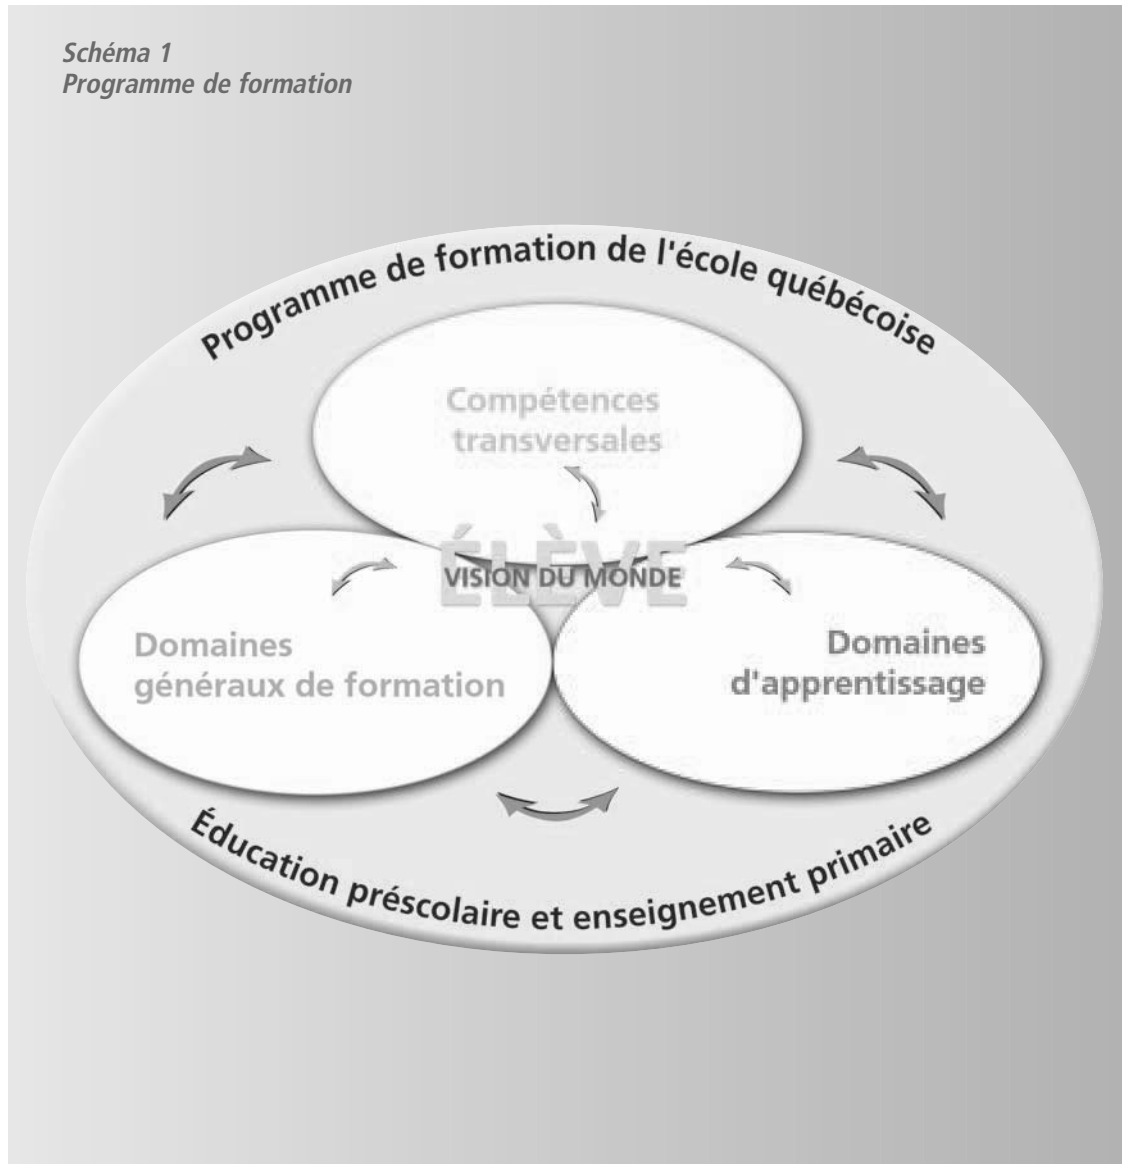 Schéma 1
Programme de formation
Programme de formation de l'école québécoise
Compétences
transversales
ÉLÈVE
VISION DU MONDE
Domaines
généraux de formation
Domaines
d'apprentissage
Éducation préscolaire et enseignement primaire